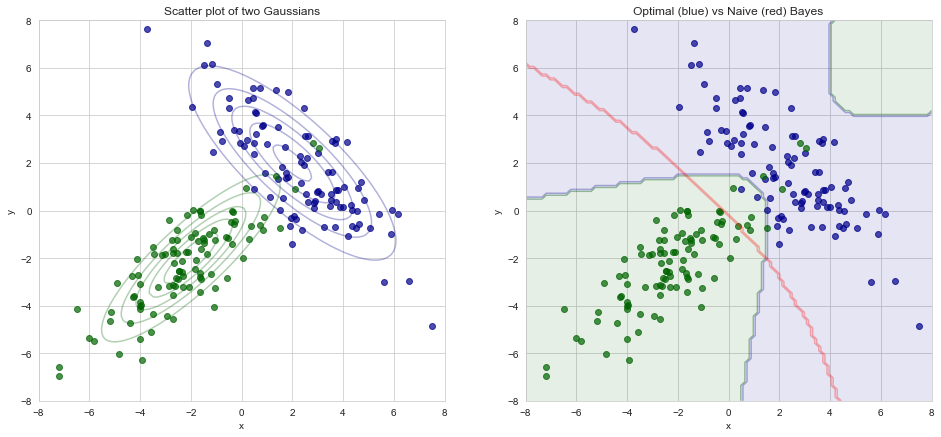 Scatter plot of two Gaussians
8
6
4
2
0
−2
−4
−6
−8
y
−8 −6 −4 −2 0 2 4 6 8
x
Optimal (blue) vs Naive (red) Bayes
8
6
4
2
0
−2
−4
−6
−8
y
−8 −6 −4 −2 0 2 4 6 8
x